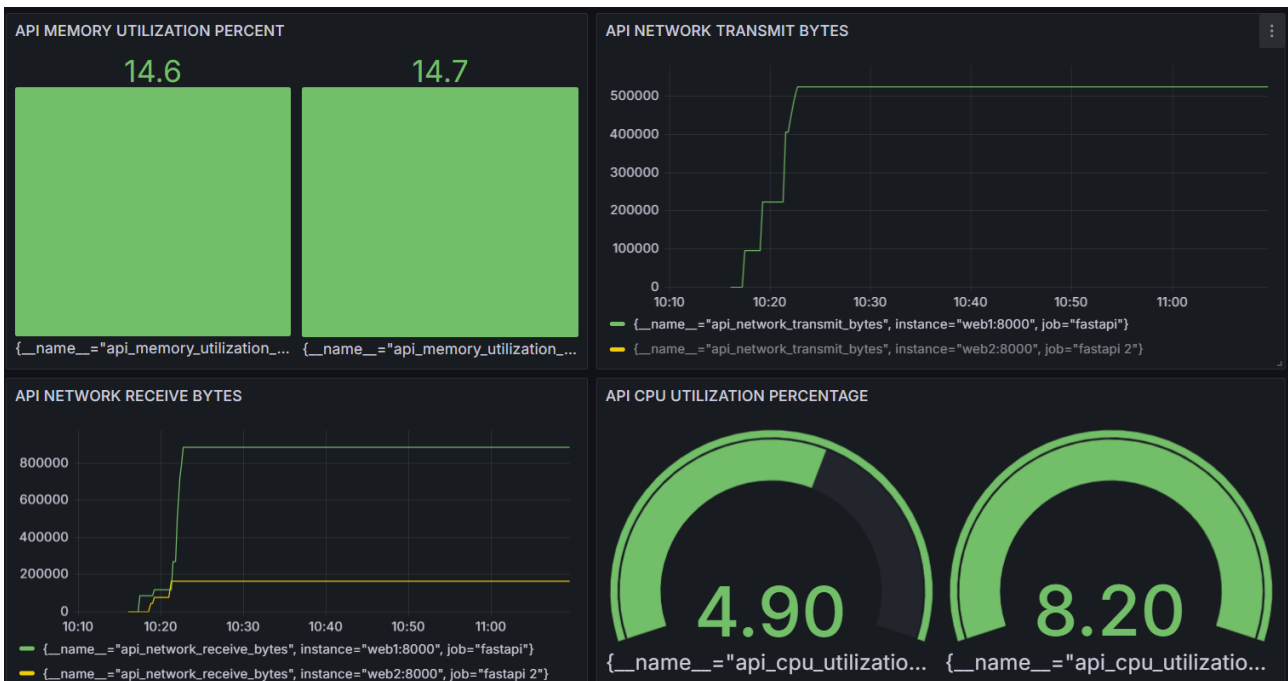 API MEMORY UTILIZATION PERCENT
14.6
14.7
{__name__="api_memory_utilization_...
{__name__="api_memory_utilization_...
API NETWORK TRANSMIT BYTES
500000
400000
300000
200000
100000
0
10:10 10:20 10:30 10:40 10:50 11:00
{__name__="api_network_transmit_bytes", instance="web1:8000", job="fastapi"}
{__name__="api_network_transmit_bytes", instance="web2:8000", job="fastapi 2"}
API NETWORK RECEIVE BYTES
800000
600000
400000
200000
0
10:10 10:20 10:30 10:40 10:50 11:00
{__name__="api_network_receive_bytes", instance="web1:8000", job="fastapi"}
{__name__="api_network_receive_bytes", instance="web2:8000", job="fastapi 2"}
API CPU UTILIZATION PERCENTAGE
4.90
8.20
{__name__="api_cpu_utilizatio...
{__name__="api_cpu_utilizatio...